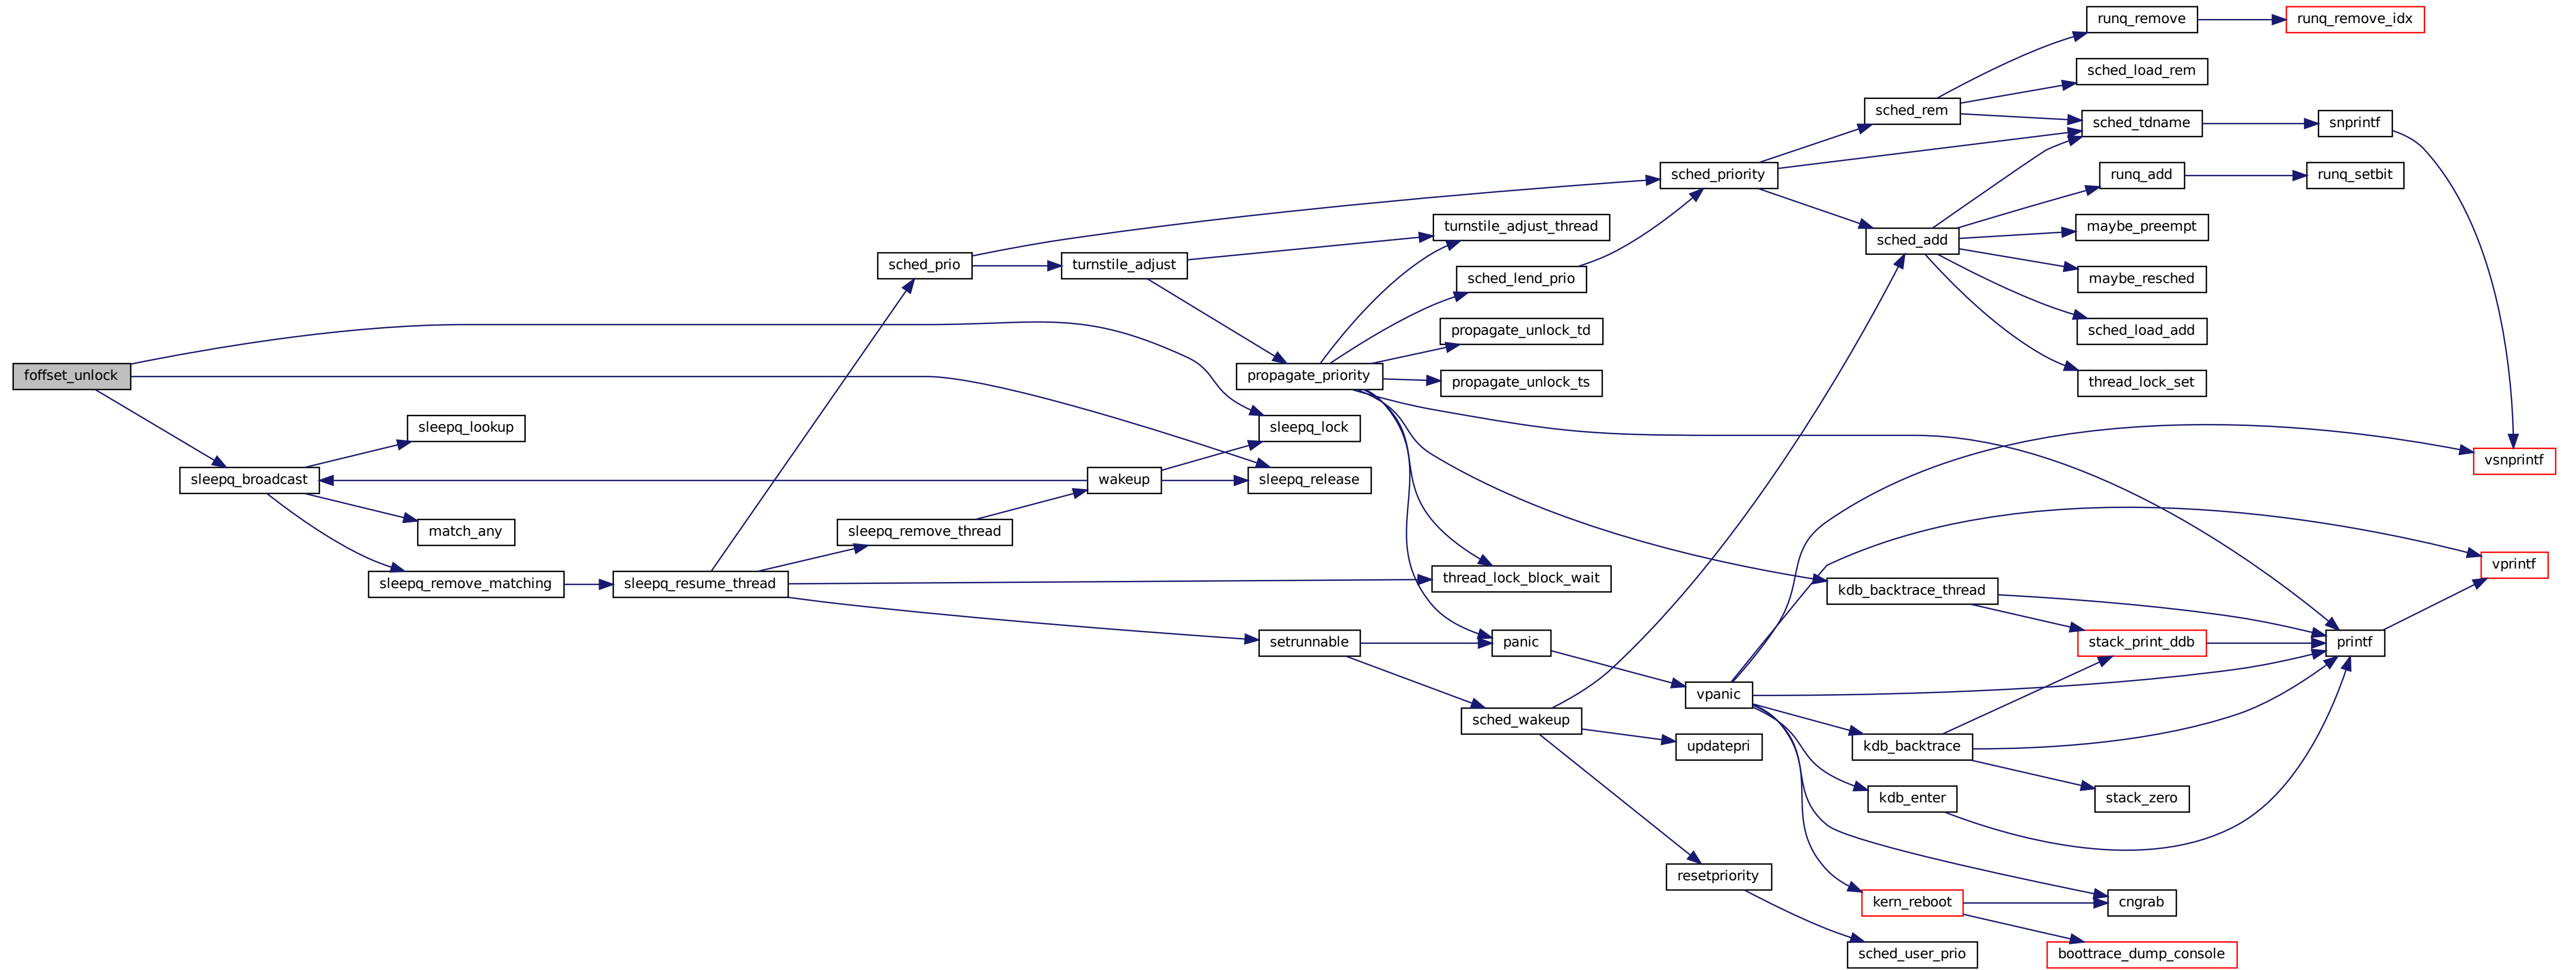 runq_remove
runq_remove_idx
sched_load_rem
sched_rem
sched_tdname
snprintf
sched_priority
runq_add
runq_setbit
turnstile_adjust_thread
maybe_preempt
sched_add
sched_prio
turnstile_adjust
sched_lend_prio
maybe_resched
propagate_unlock_td
sched_load_add
foffset_unlock
propagate_priority
propagate_unlock_ts
thread_lock_set
sleepq_lookup
sleepq_lock
vsnprintf
sleepq_broadcast
wakeup
sleepq_release
match_any
sleepq_remove_thread
vprintf
sleepq_remove_matching
sleepq_resume_thread
thread_lock_block_wait
kdb_backtrace_thread
setrunnable
panic
stack_print_ddb
printf
vpanic
sched_wakeup
updatepri
kdb_backtrace
kdb_enter
stack_zero
resetpriority
kern_reboot
cngrab
sched_user_prio
boottrace_dump_console